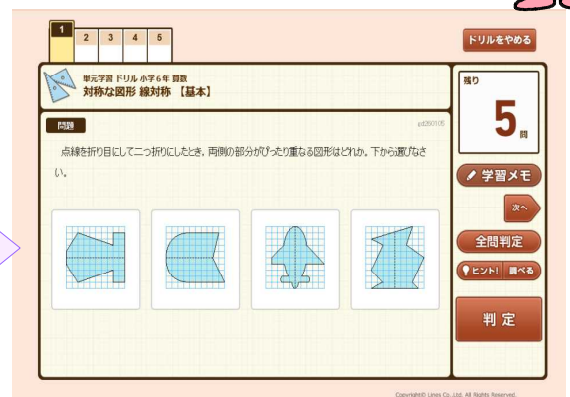 1
2
3
4
5
ドリルをやめる
単元学習 ドリル 小学6年 算数
対称な図形 線対称 【基本】
残り
5問
問題
pd260105
点線を折り目にして二つ折りにしたとき，両側の部分がぴったり重なる図形はどれか。下から選びなさ
い。
学習メモ
次へ
全問判定
ヒント! 調べる
判定
Copyright© Lines Co.,Ltd. All Rights Reserved.